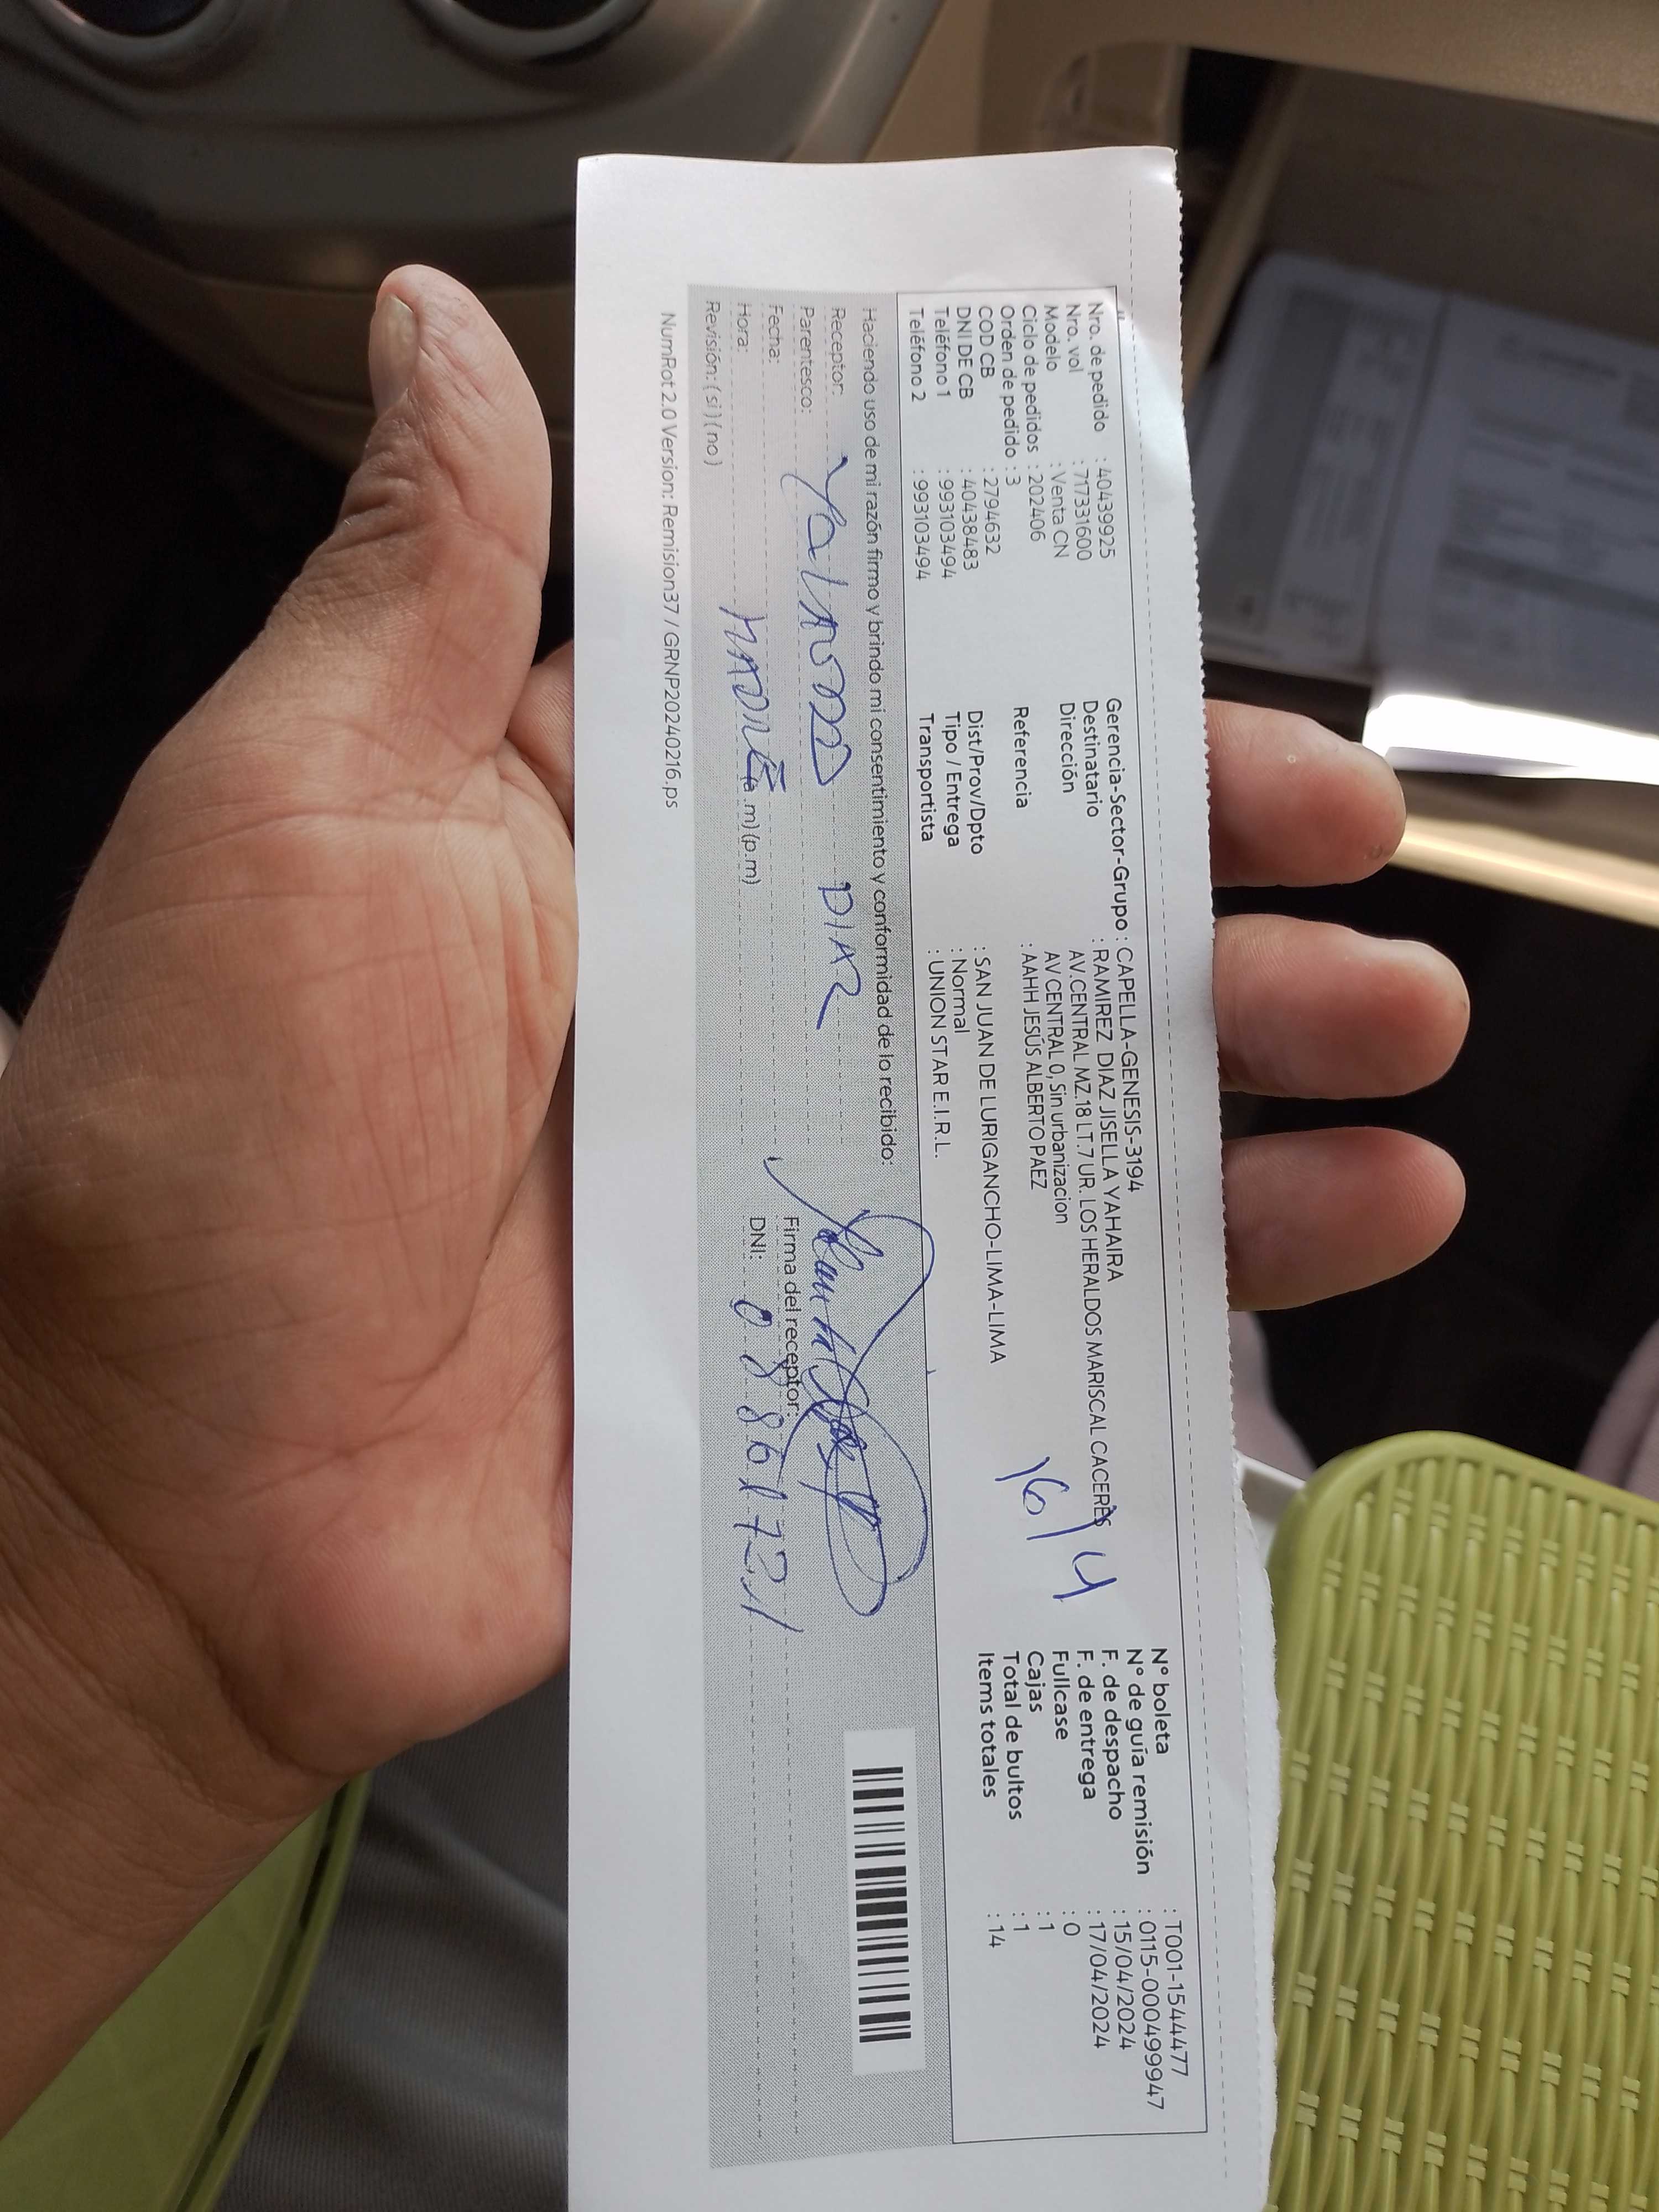 Nro. de pedido : 40439925
Nro. vol : 717331600
Modelo : Venta CN
Ciclo de pedidos : 202406
Orden de pedido : 3
COD CB : 2794632
DNI DE CB : 40438483
Teléfono 1 : 993103494
Teléfono 2 : 993103494
Gerencia-Sector-Grupo : CAPELLA-GENESIS-3194
Destinatario : RAMIREZ DIAZ JISELLA YAHAIRA
Dirección AV.CENTRAL MZ.18 LT.7 UR. LOS HERALDOS MARISCAL CACERES
AV CENTRAL 0, Sin urbanizacion
Referencia : AAHH JESÚS ALBERTO PAEZ
Dist/Prov/Dpto : SAN JUAN DE LURIGANCHO-LIMA-LIMA
Tipo / Entrega : Normal
Transportista : UNION STAR E.I.R.L.
16/4
N° boleta : T001-1544477
N° de guía remisión : 0115-000499947
F. de despacho : 15/04/2024
F. de entrega : 17/04/2024
Fullcase : 0
Cajas : 1
Total de bultos : 1
Items totales : 14
Haciendo uso de mi razón firmo y brindo mi consentimiento y conformidad de lo recibido:
Receptor: Yolanda DIAZ
Parentesco: MADRE
Fecha:
Hora: (a.m)(p.m)
Revisión: ( si ) ( no )
Firma del receptor:
DNI: 08861721
NumRot 2.0 Version: Remision37 / GRNP20240216.ps